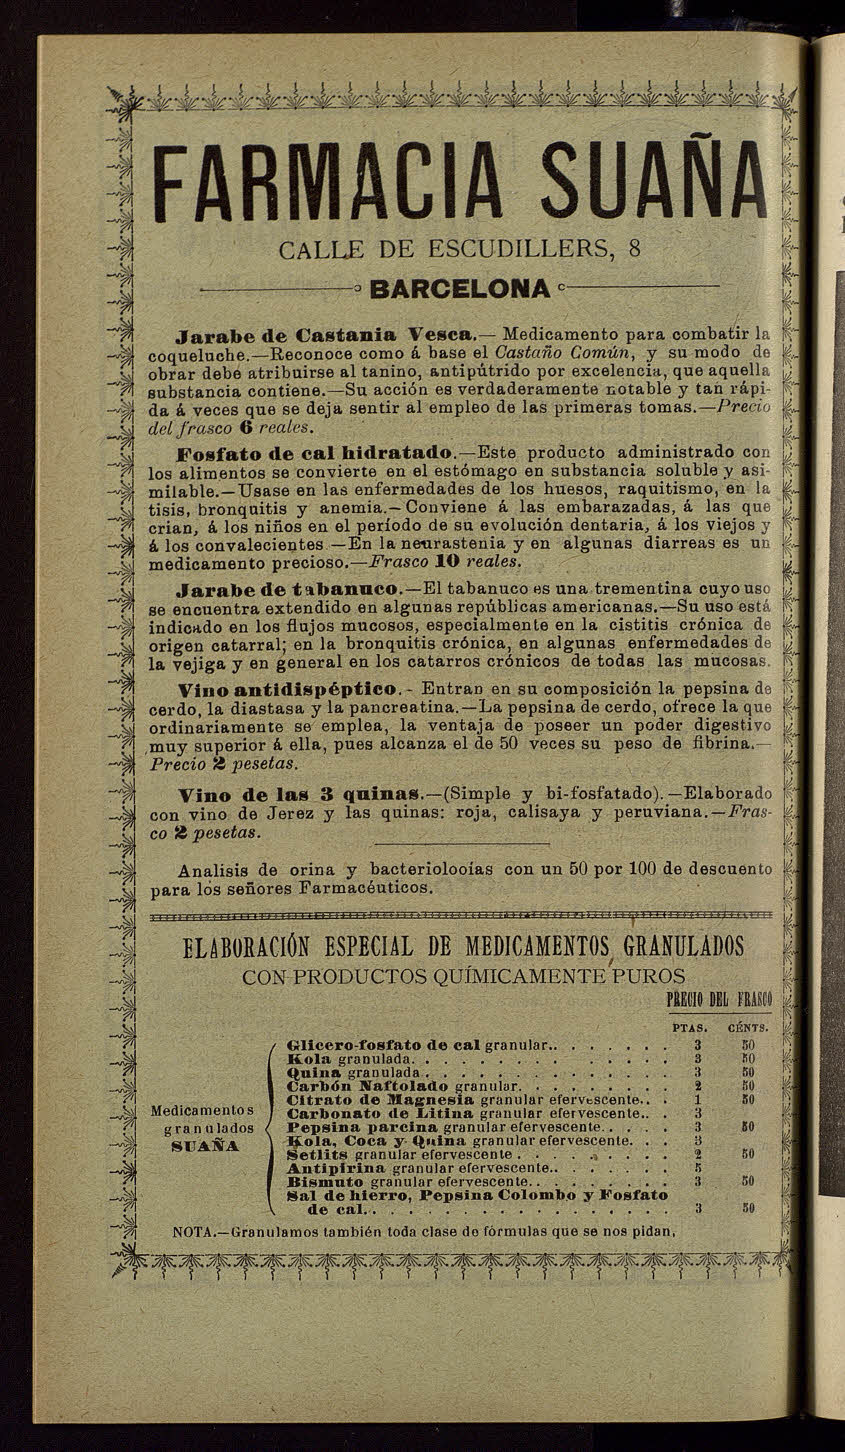 FARMACIA SUAÑA
CALLE DE ESCUDILLERS, 8
BARCELONA
Jarabe de Castania Vesca.— Medicamento para combatir la
coqueluche.—Reconoce como á base el Castaño Común, y su modo de
obrar debe atribuirse al tanino, antipútrido por excelencia, que aquella
substancia contiene.—Su acción es verdaderamente notable y tan rápi-
da á veces que se deja sentir al empleo de las primeras tomas.—Precio
del frasco 6 reales.
Fosfato de cal hidratado.—Este producto administrado con
los alimentos se convierte en el estómago en substancia soluble y asi-
milable.—Usase en las enfermedades de los huesos, raquitismo, en la
tisis, bronquitis y anemia.—Conviene á las embarazadas, á las que
crian, á los niños en el período de su evolución dentaria, á los viejos y
á los convalecientes.—En la neurastenia y en algunas diarreas es un
medicamento precioso.—Frasco 10 reales.
Jarabe de tabanuco.—El tabanuco es una trementina cuyo uso
se encuentra extendido en algunas repúblicas americanas.—Su uso está
indicado en los flujos mucosos, especialmente en la cistitis crónica de
origen catarral; en la bronquitis crónica, en algunas enfermedades de
la vejiga y en general en los catarros crónicos de todas las mucosas.
Vino antidispéptico.- Entran en su composición la pepsina de
cerdo, la diastasa y la pancreatina.—La pepsina de cerdo, ofrece la que
ordinariamente se emplea, la ventaja de poseer un poder digestivo
muy superior á ella, pues alcanza el de 50 veces su peso de fibrina.—
Precio 2 pesetas.
Vino de las 3 quinas.—(Simple y bi-fosfatado).—Elaborado
con vino de Jerez y las quinas: roja, calisaya y peruviana.—Fras-
co 2 pesetas.
Analisis de orina y bacteriolooías con un 50 por 100 de descuento
para los señores Farmacéuticos.
ELABORACIÓN ESPECIAL DE MEDICAMENTOS GRANULADOS
CON PRODUCTOS QUÍMICAMENTE PUROS
PRECIO DEL FRASCO
PTAS. CÉNTS.
Medicamentos
granulados
SUAÑA
Glicero-fosfato de cal granular.. . . . . . . 3 50
Kola granulada. . . . . . . . . . . . . . 3 50
Quina granulada . . . . . . . . . . . . . 3 50
Carbón Naftolado granular. . . . . . . . . 2 50
Citrato de Magnesia granular efervescente.. . 1 50
Carbonato de Litina granular efervescente.. . 3
Pepsina parcina granular efervescente. . . . . 3 50
Kola, Coca y Quina granular efervescente. . . 3
Setlits granular efervescente . . . . . . . . . 2 50
Antipirina granular efervescente.. . . . . . . 5
Bismuto granular efervescente. . . . . . . . . 3 50
Sal de hierro, Pepsina Colombo y Fosfato
de cal. . . . . . . . . . . . . . . . . . 3 50
NOTA.—Granulamos también toda clase de fórmulas que se nos pidan,